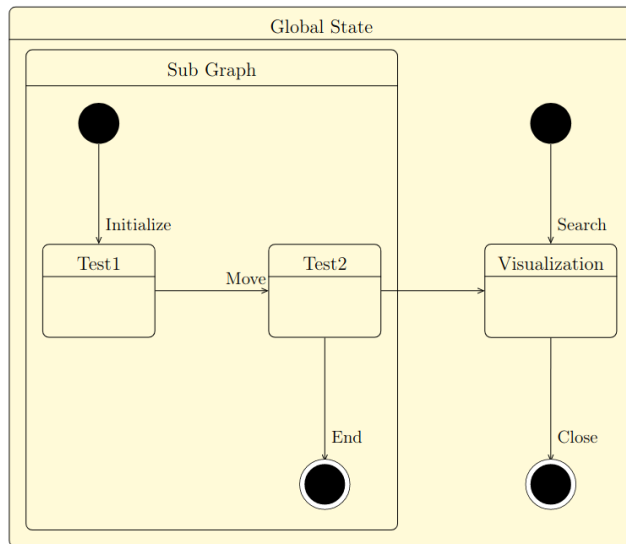 Global State
Sub Graph
Initialize
Search
Test1
Move
Test2
Visualization
End
Close